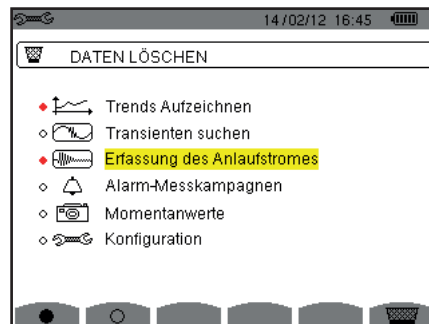 14/02/12 16:45
DATEN LÖSCHEN
Trends Aufzeichnen
Transienten suchen
Erfassung des Anlaufstromes
Alarm-Messkampagnen
Momentanwerte
Konfiguration